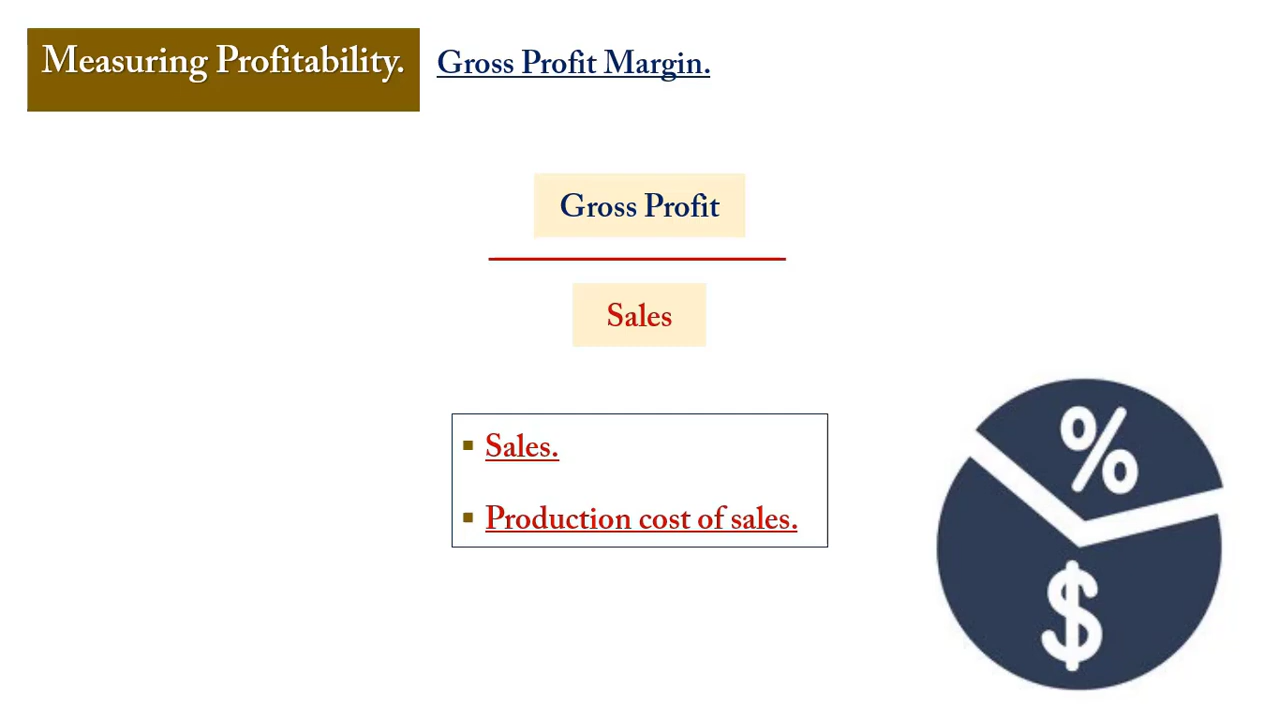 Measuring Profitability.
Gross Profit Margin.
Gross Profit
Sales
▪ Sales.
▪ Production cost of sales.
%
$